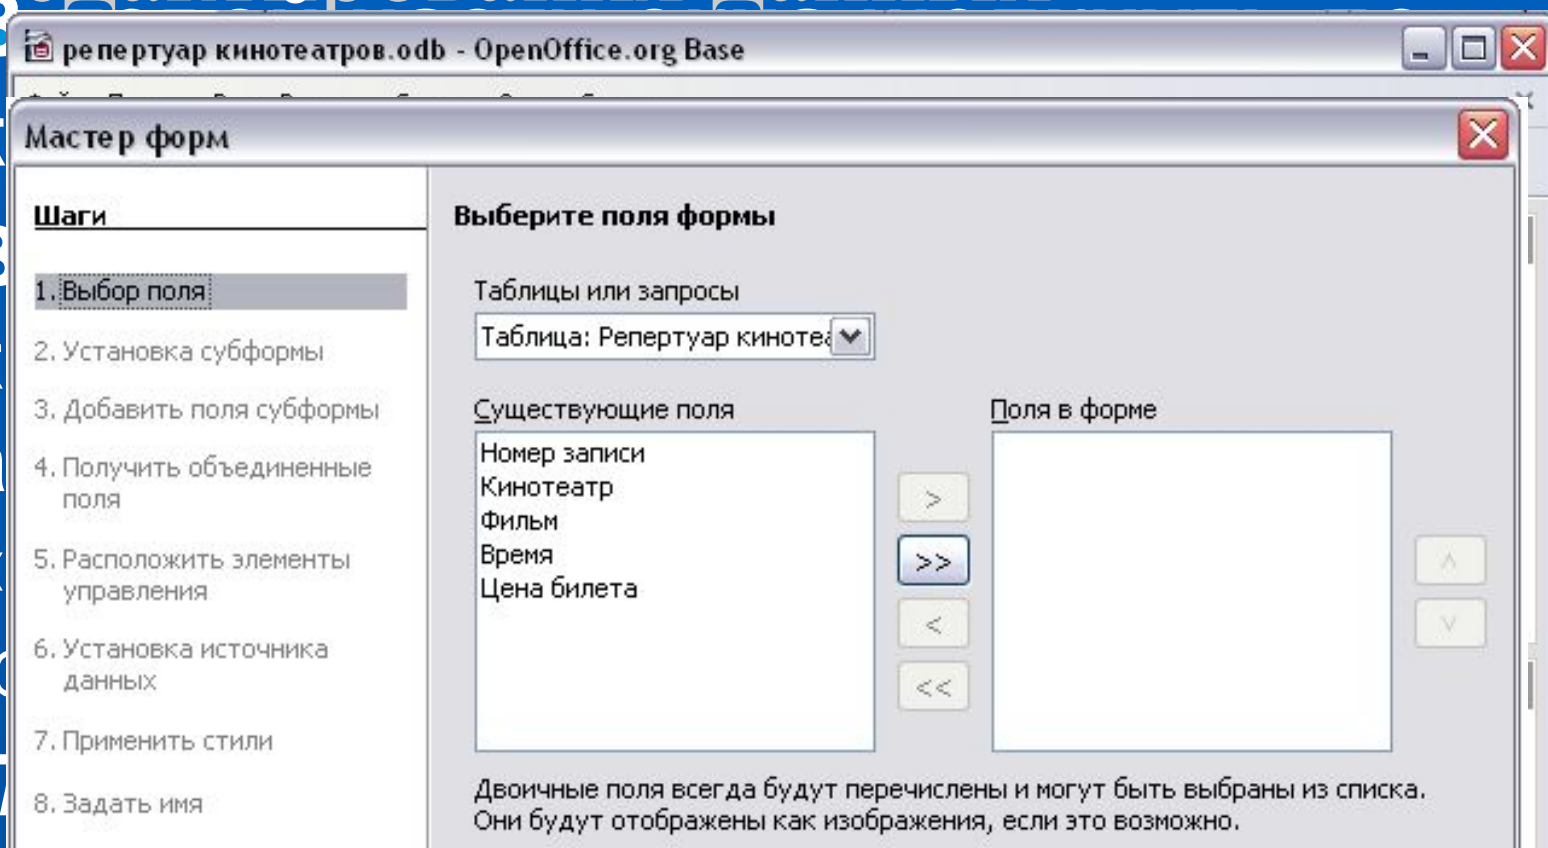 репертуар кинотеатров.odb - OpenOffice.org Base
Мастер форм
Шаги
1. Выбор поля
2. Установка субформы
3. Добавить поля субформы
4. Получить объединенные
поля
5. Расположить элементы
управления
6. Установка источника
данных
7. Применить стили
8. Задать имя
Выберите поля формы
Таблицы или запросы
Таблица: Репертуар киноте
Существующие поля
Номер записи
Кинотеатр
Фильм
Время
Цена билета
>
>>
<
<<
Поля в форме
Двоичные поля всегда будут перечислены и могут быть выбраны из списка.
Они будут отображены как изображения, если это возможно.